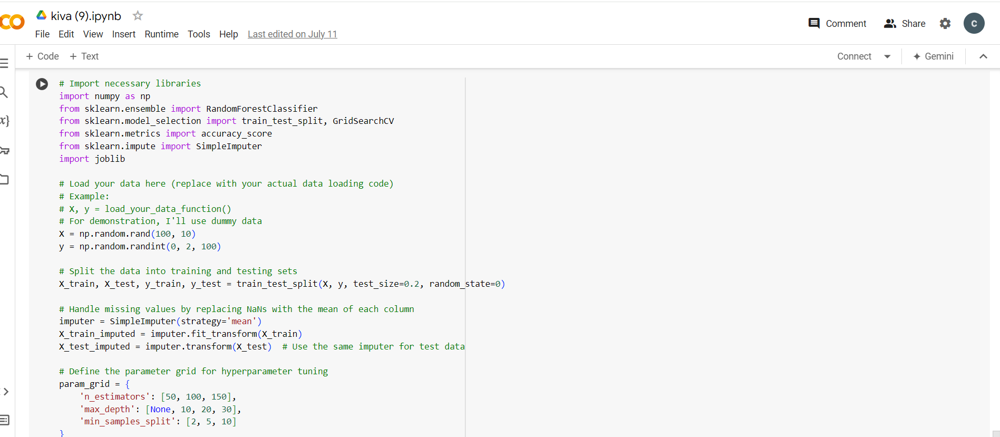 kiva (9).ipynb
File Edit View Insert Runtime Tools Help Last edited on July 11
Comment Share C
+ Code + Text
Connect Gemini
# Import necessary libraries
import numpy as np
from sklearn.ensemble import RandomForestClassifier
from sklearn.model_selection import train_test_split, GridSearchCV
from sklearn.metrics import accuracy_score
from sklearn.impute import SimpleImputer
import joblib
# Load your data here (replace with your actual data loading code)
# Example:
# X, y = load_your_data_function()
# For demonstration, I'll use dummy data
X = np.random.rand(100, 10)
y = np.random.randint(0, 2, 100)
# Split the data into training and testing sets
X_train, X_test, y_train, y_test = train_test_split(X, y, test_size=0.2, random_state=0)
# Handle missing values by replacing NaNs with the mean of each column
imputer = SimpleImputer(strategy='mean')
X_train_imputed = imputer.fit_transform(X_train)
X_test_imputed = imputer.transform(X_test)  # Use the same imputer for test data
# Define the parameter grid for hyperparameter tuning
param_grid = {
    'n_estimators': [50, 100, 150],
    'max_depth': [None, 10, 20, 30],
    'min_samples_split': [2, 5, 10]
}